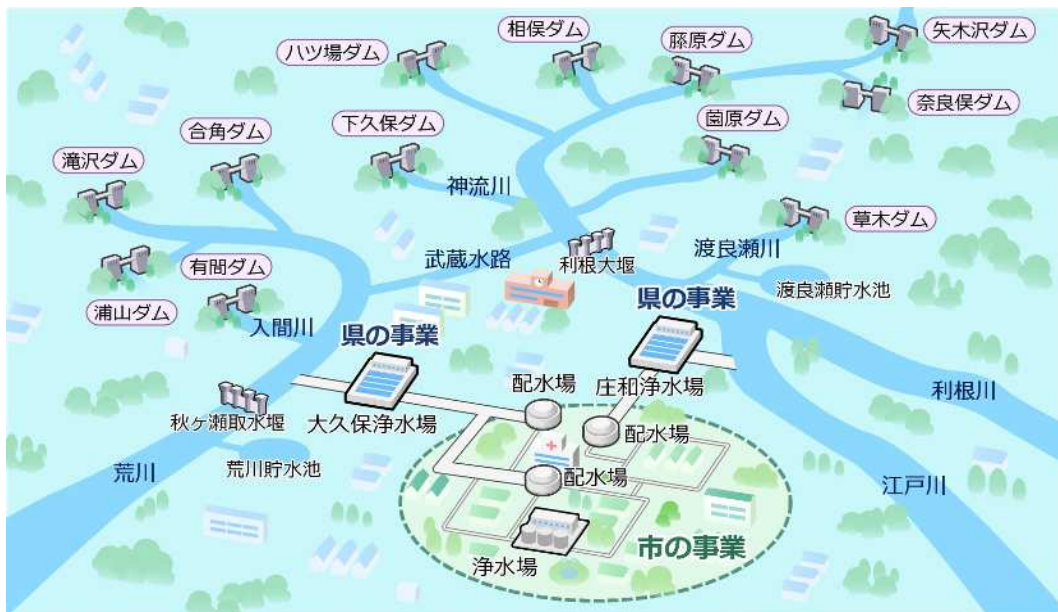 矢木沢ダム
相俣ダム
藤原ダム
八ツ場ダム
奈良俣ダム
薗原ダム
下久保ダム
合角ダム
滝沢ダム
神流川
草木ダム
渡良瀬川
利根大堰
武蔵水路
有間ダム
渡良瀬貯水池
浦山ダム
入間川
県の事業
県の事業
配水場
庄和浄水場
利根川
大久保浄水場
秋ヶ瀬取水堰
配水場
荒川
荒川貯水池
配水場
江戸川
市の事業
浄水場